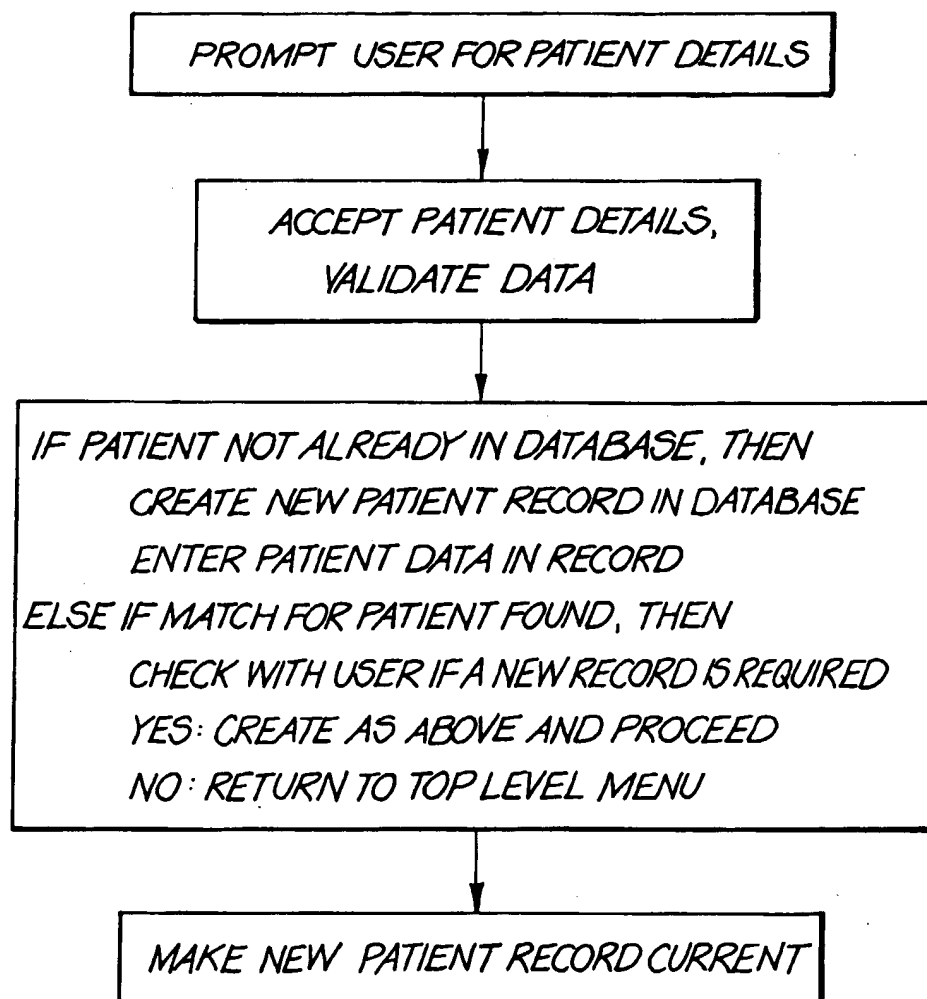 PROMPT USER FOR PATIENT DETAILS
ACCEPT PATIENT DETAILS,
VALIDATE DATA
IF PATIENT NOT ALREADY IN DATABASE, THEN
CREATE NEW PATIENT RECORD IN DATABASE
ENTER PATIENT DATA IN RECORD
ELSE IF MATCH FOR PATIENT FOUND, THEN
CHECK WITH USER IF A NEW RECORD IS REQUIRED
YES: CREATE AS ABOVE AND PROCEED
NO: RETURN TO TOP LEVEL MENU
MAKE NEW PATIENT RECORD CURRENT